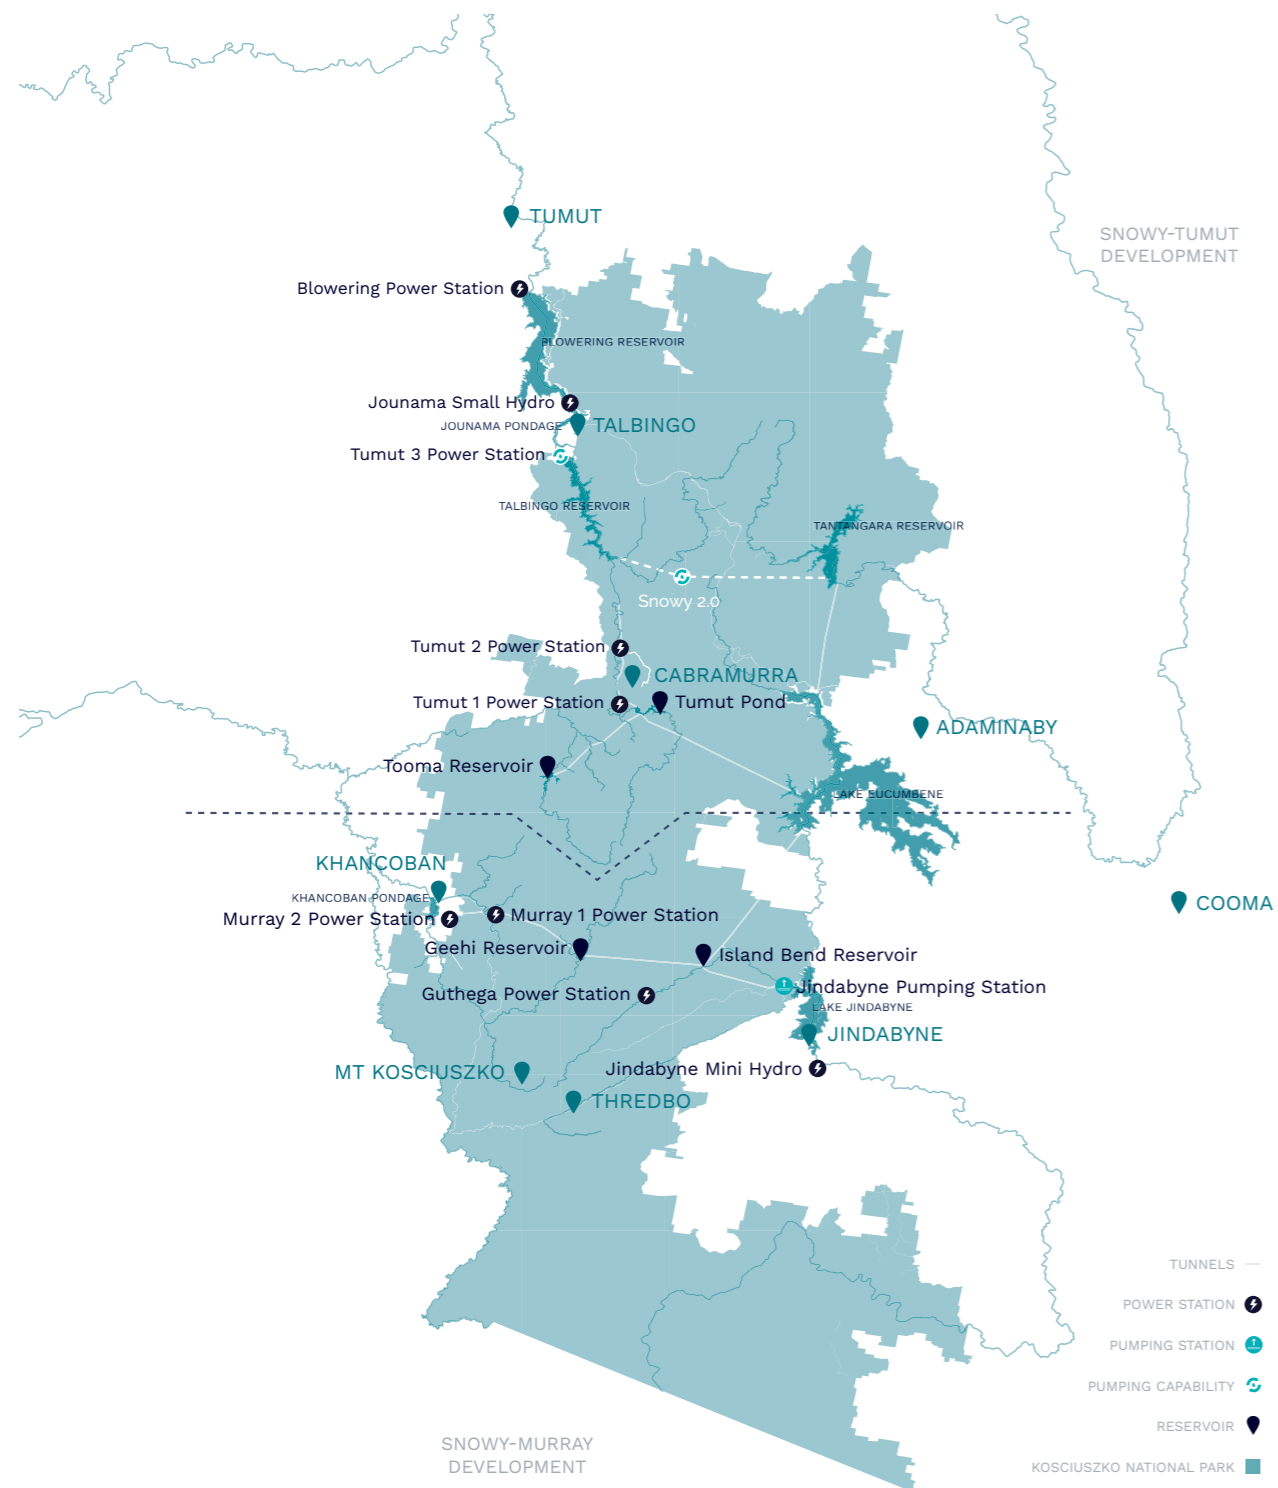 TUMUT
SNOWY-TUMUT
DEVELOPMENT
Blowering Power Station
BLOWERING RESERVOIR
Jounama Small Hydro
JOUNAMA PONDAGE
TALBINGO
Tumut 3 Power Station
TALBINGO RESERVOIR
TANTANGARA RESERVOIR
Snowy 2.0
Tumut 2 Power Station
CABRAMURRA
Tumut 1 Power Station
Tumut Pond
ADAMINABY
Tooma Reservoir
LAKE EUCUMBENE
KHANCOBAN
KHANCOBAN PONDAGE
COOMA
Murray 2 Power Station
Murray 1 Power Station
Geehi Reservoir
Island Bend Reservoir
Guthega Power Station
Jindabyne Pumping Station
LAKE JINDABYNE
JINDABYNE
Jindabyne Mini Hydro
MT KOSCIUSZKO
THREDBO
TUNNELS
POWER STATION
PUMPING STATION
PUMPING CAPABILITY
RESERVOIR
KOSCIUSZKO NATIONAL PARK
SNOWY-MURRAY
DEVELOPMENT